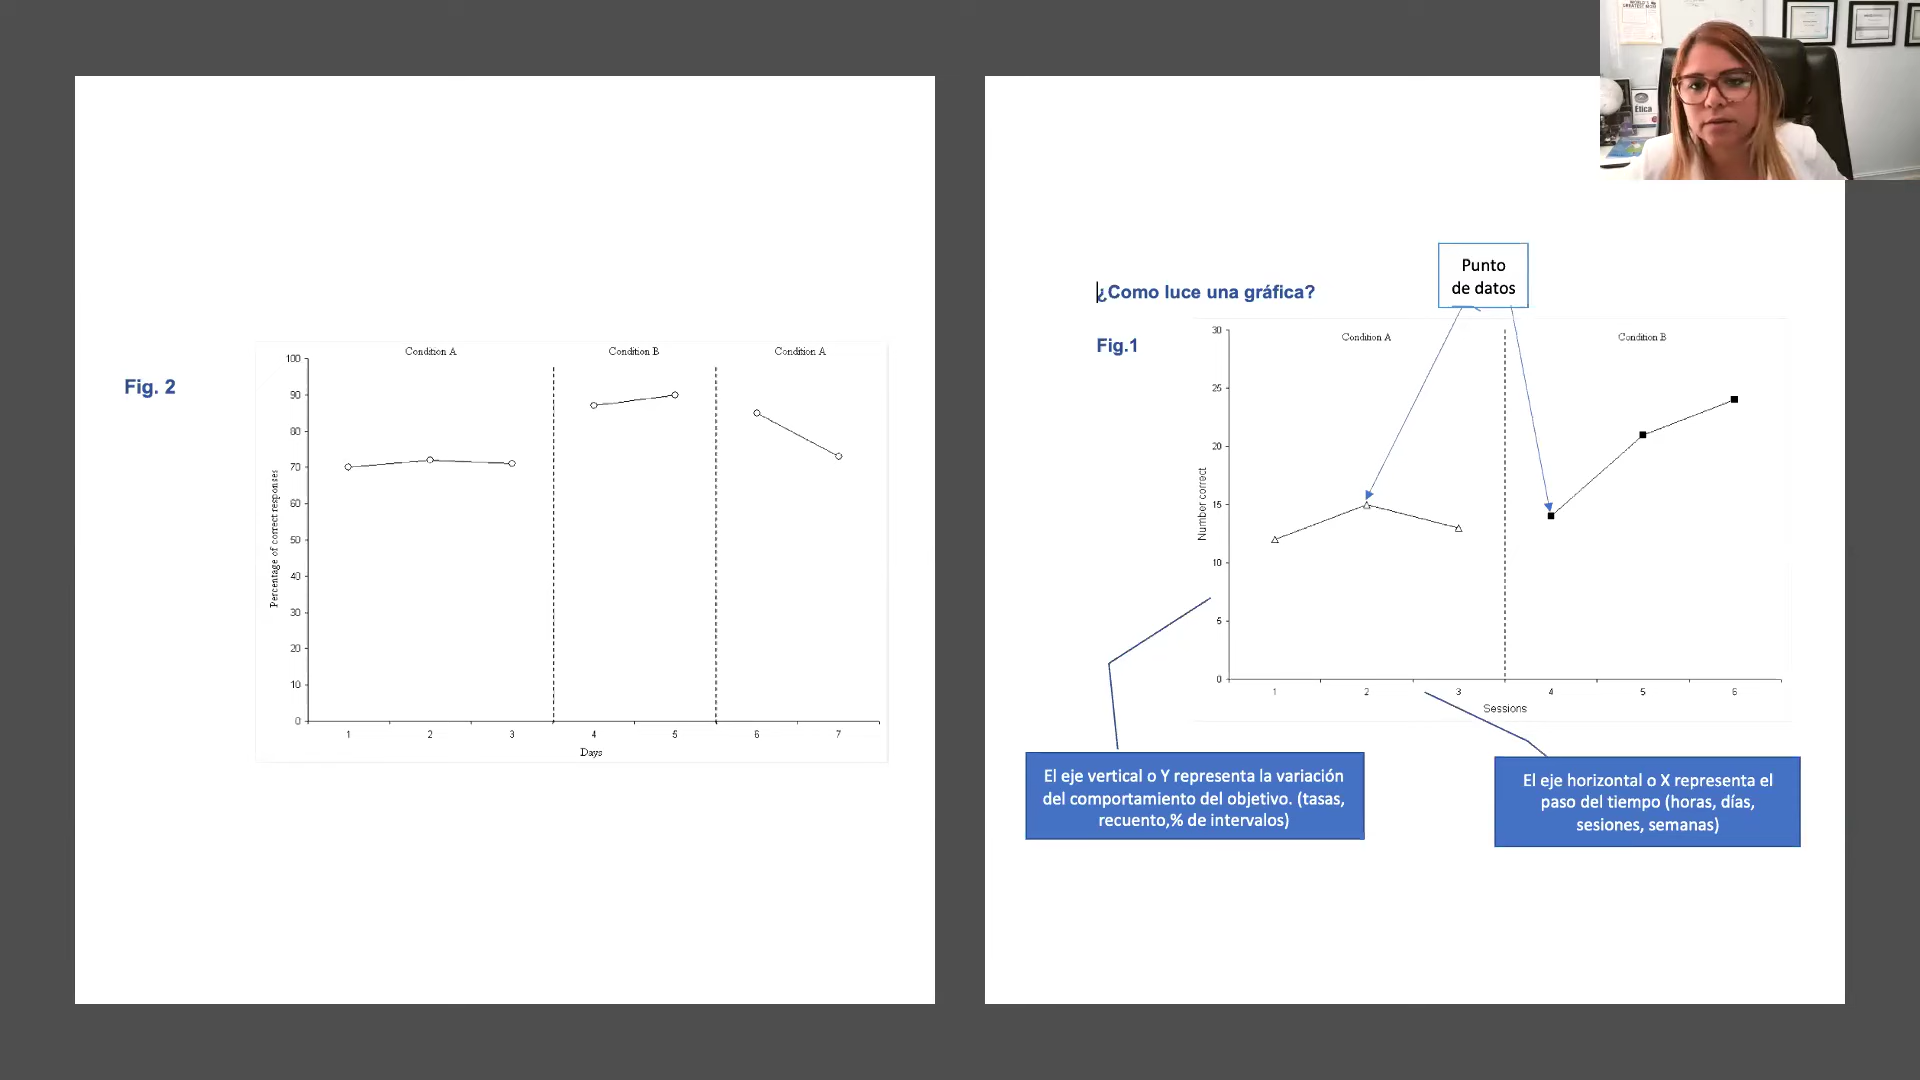 Fig. 2
Condition A
Condition B
Condition A
100
90
80
70
60
50
40
30
20
10
0
Percentage of correct responses
1 2 3 4 5 6 7
Days
WORLD'S
GREATEST MOM
Ética
Punto
de datos
¿Como luce una gráfica?
Fig.1
Condition A
Condition B
30
25
20
15
10
5
0
Number correct
1 2 3 4 5 6
Sessions
El eje vertical o Y representa la variación
del comportamiento del objetivo. (tasas,
recuento,% de intervalos)
El eje horizontal o X representa el
paso del tiempo (horas, días,
sesiones, semanas)